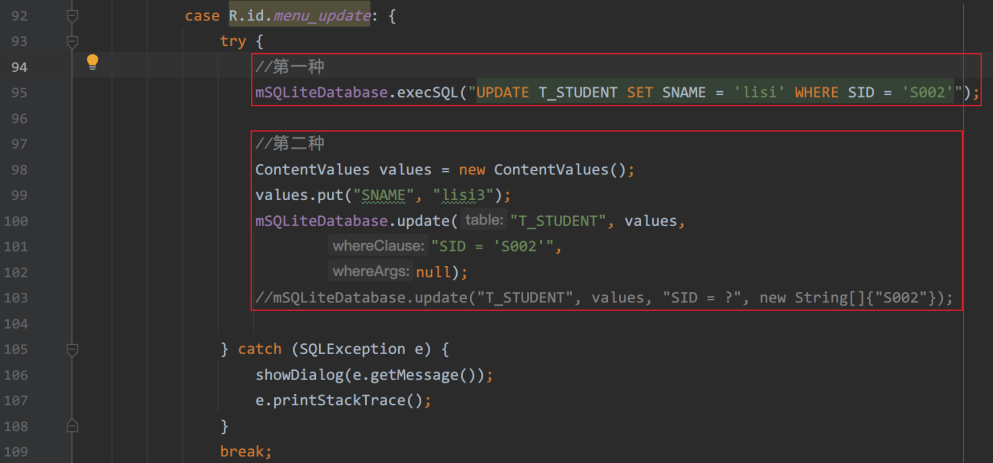 92 case R.id.menu_update: {
93 try {
94 //第一种
95 mSQLiteDatabase.execSQL("UPDATE T_STUDENT SET SNAME = 'lisi' WHERE SID = 'S002'");
96
97 //第二种
98 ContentValues values = new ContentValues();
99 values.put("SNAME", "lisi3");
100 mSQLiteDatabase.update( table: "T_STUDENT", values,
101 whereClause: "SID = 'S002'",
102 whereArgs: null);
103 //mSQLiteDatabase.update("T_STUDENT", values, "SID = ?", new String[]{"S002"});
104
105 } catch (SQLException e) {
106 showDialog(e.getMessage());
107 e.printStackTrace();
108 }
109 break;